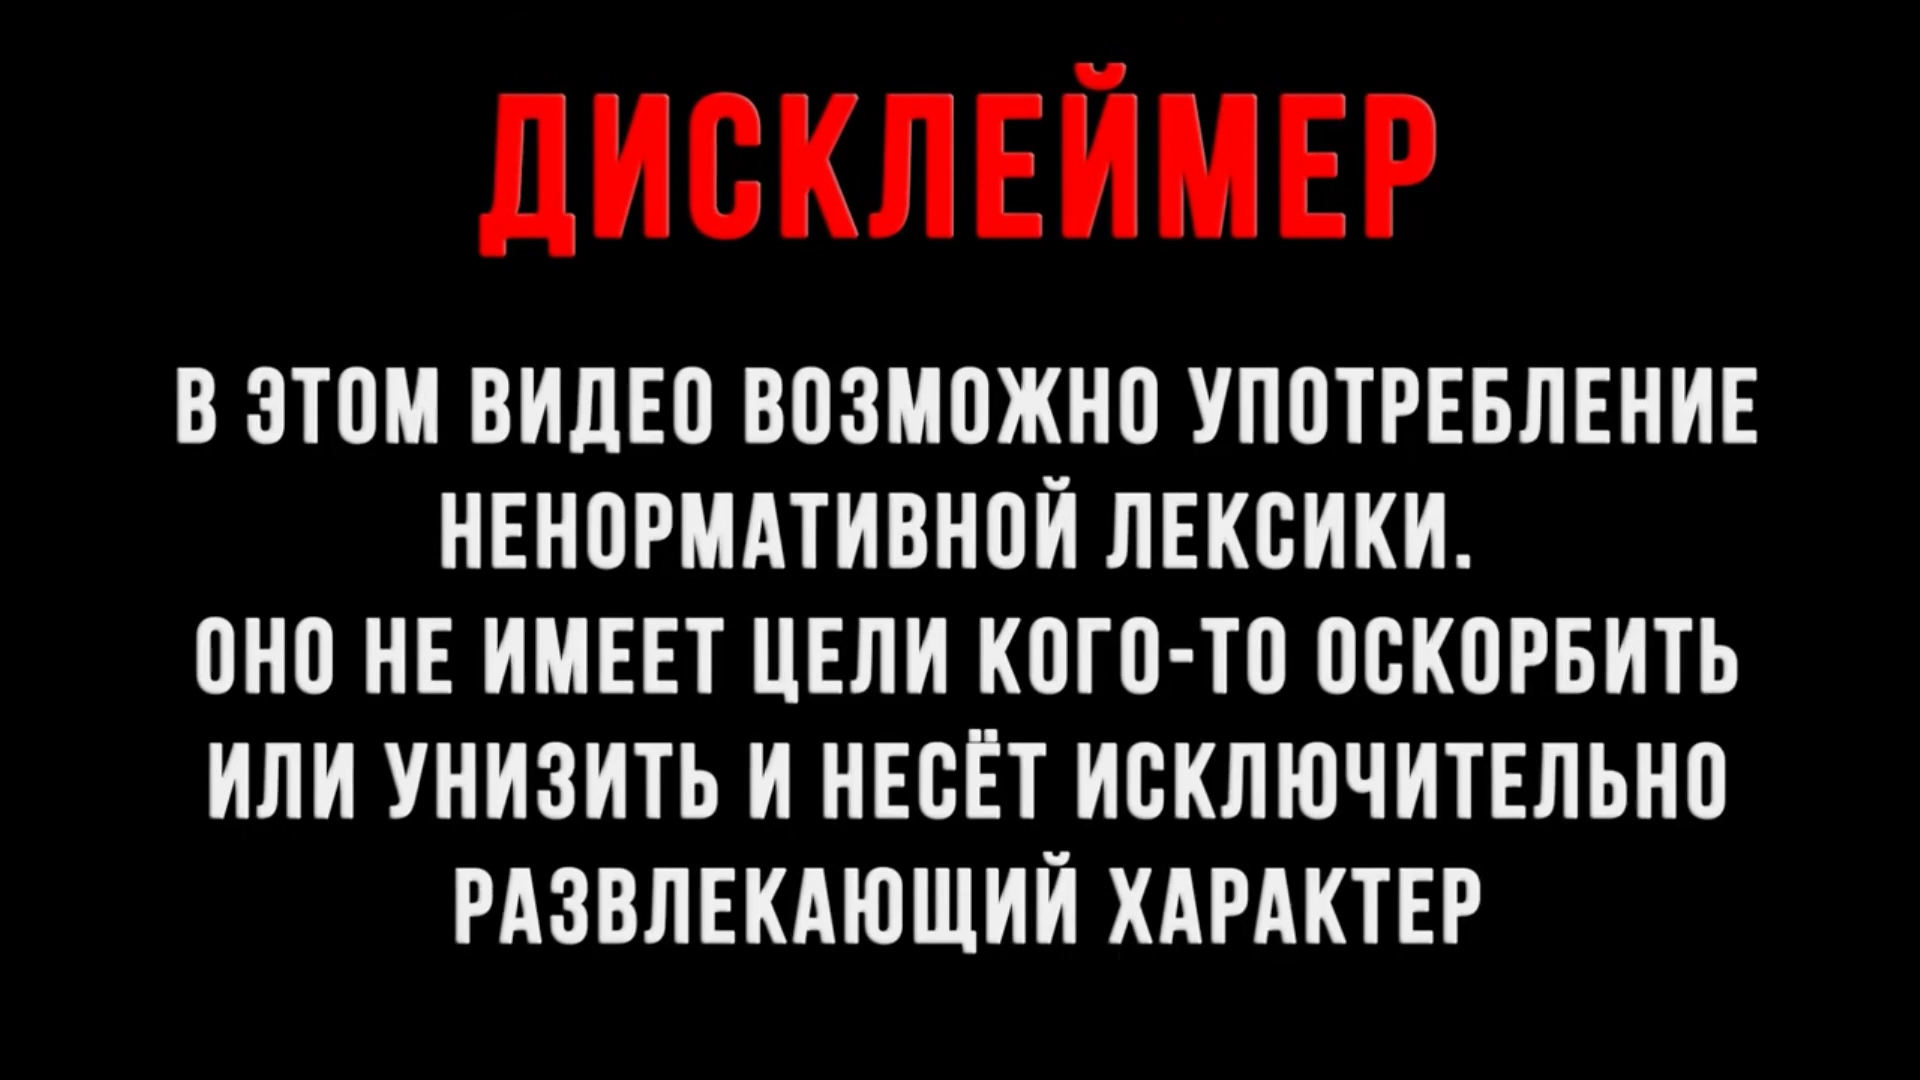 ДИСКЛЕЙМЕР
В ЭТОМ ВИДЕО ВОЗМОЖНО УПОТРЕБЛЕНИЕ
НЕНОРМАТИВНОЙ ЛЕКСИКИ.
ОНО НЕ ИМЕЕТ ЦЕЛИ КОГО-ТО ОСКОРБИТЬ
ИЛИ УНИЗИТЬ И НЕСЁТ ИСКЛЮЧИТЕЛЬНО
РАЗВЛЕКАЮЩИЙ ХАРАКТЕР